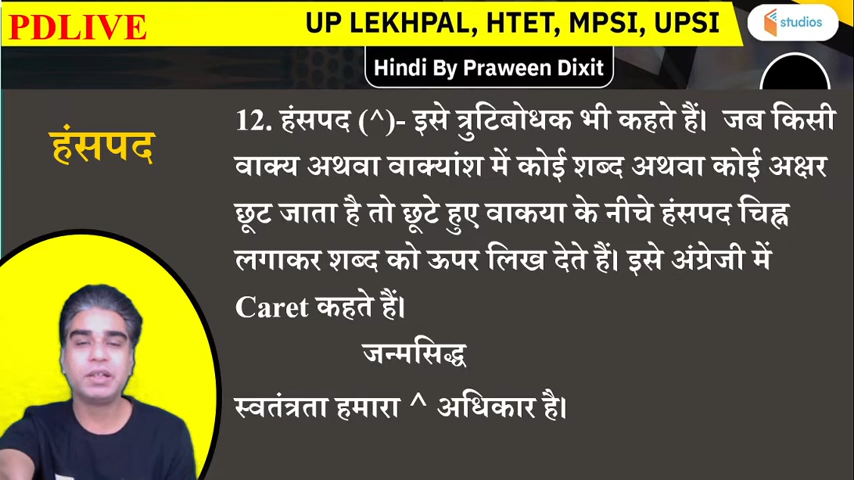 PDLIVE
UP LEKHPAL, HTET, MPSI, UPSI
studios
Hindi By Praween Dixit
हंसपद
12. हंसपद (^)- इसे त्रुटिबोधक भी कहते हैं। जब किसी
वाक्य अथवा वाक्यांश में कोई शब्द अथवा कोई अक्षर
छूट जाता है तो छूटे हुए वाकया के नीचे हंसपद चिह्न
लगाकर शब्द को ऊपर लिख देते हैं। इसे अंग्रेजी में
Caret कहते हैं।
जन्मसिद्ध
स्वतंत्रता हमारा ^ अधिकार है।